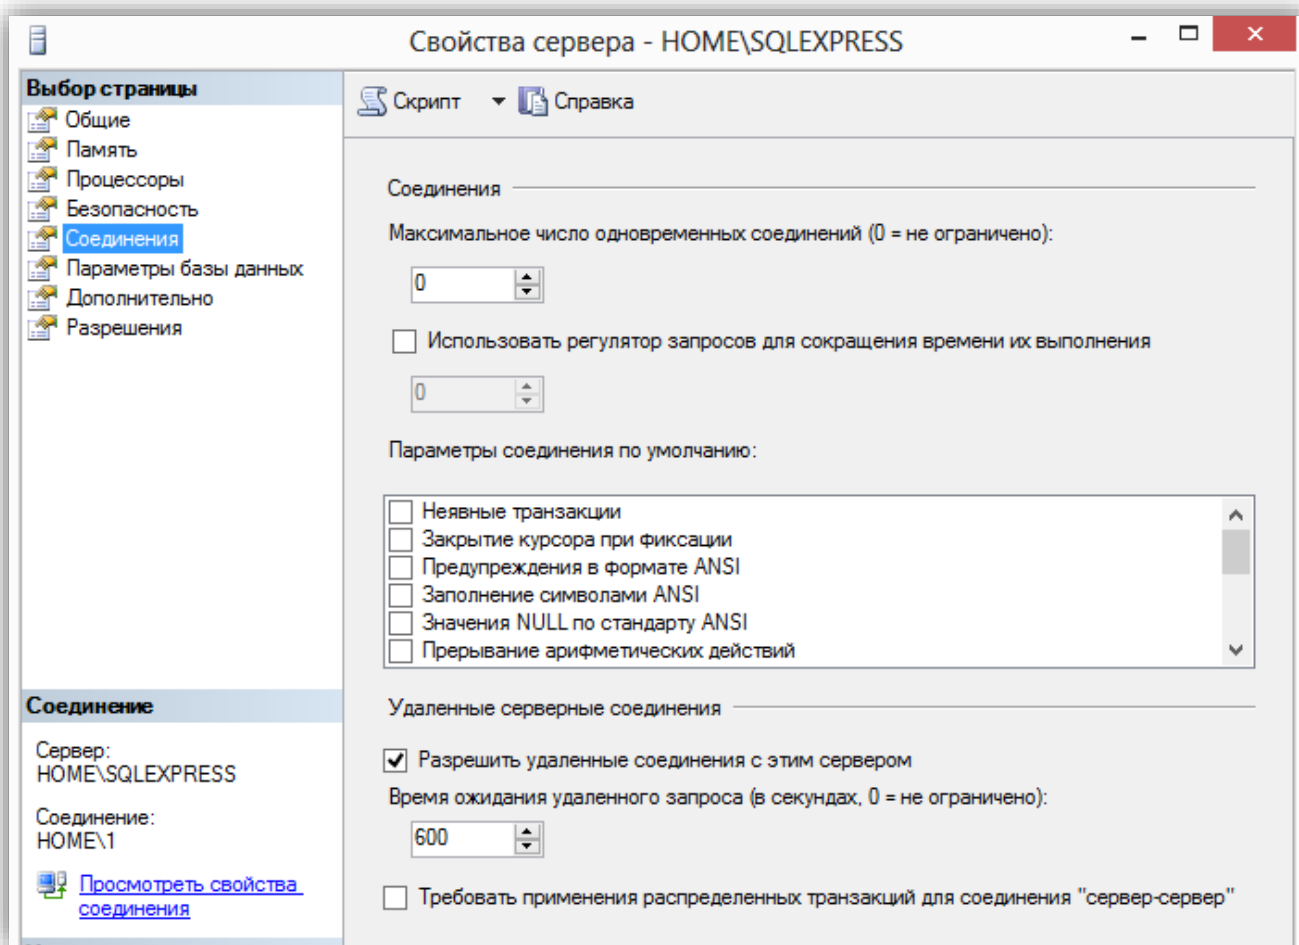 Свойства сервера - HOME\SQLEXPRESS
Выбор страницы
Общие
Память
Процессоры
Безопасность
Соединения
Параметры базы данных
Дополнительно
Разрешения
Скрипт
Справка
Соединения
Максимальное число одновременных соединений (0 = не ограничено):
0
Использовать регулятор запросов для сокращения времени их выполнения
0
Параметры соединения по умолчанию:
Неявные транзакции
Закрытие курсора при фиксации
Предупреждения в формате ANSI
Заполнение символами ANSI
Значения NULL по стандарту ANSI
Прерывание арифметических действий
Удаленные серверные соединения
Разрешить удаленные соединения с этим сервером
Время ожидания удаленного запроса (в секундах, 0 = не ограничено):
600
Требовать применения распределенных транзакций для соединения "сервер-сервер"
Соединение
Сервер:
HOME\SQLEXPRESS
Соединение:
HOME\1
Просмотреть свойства
соединения